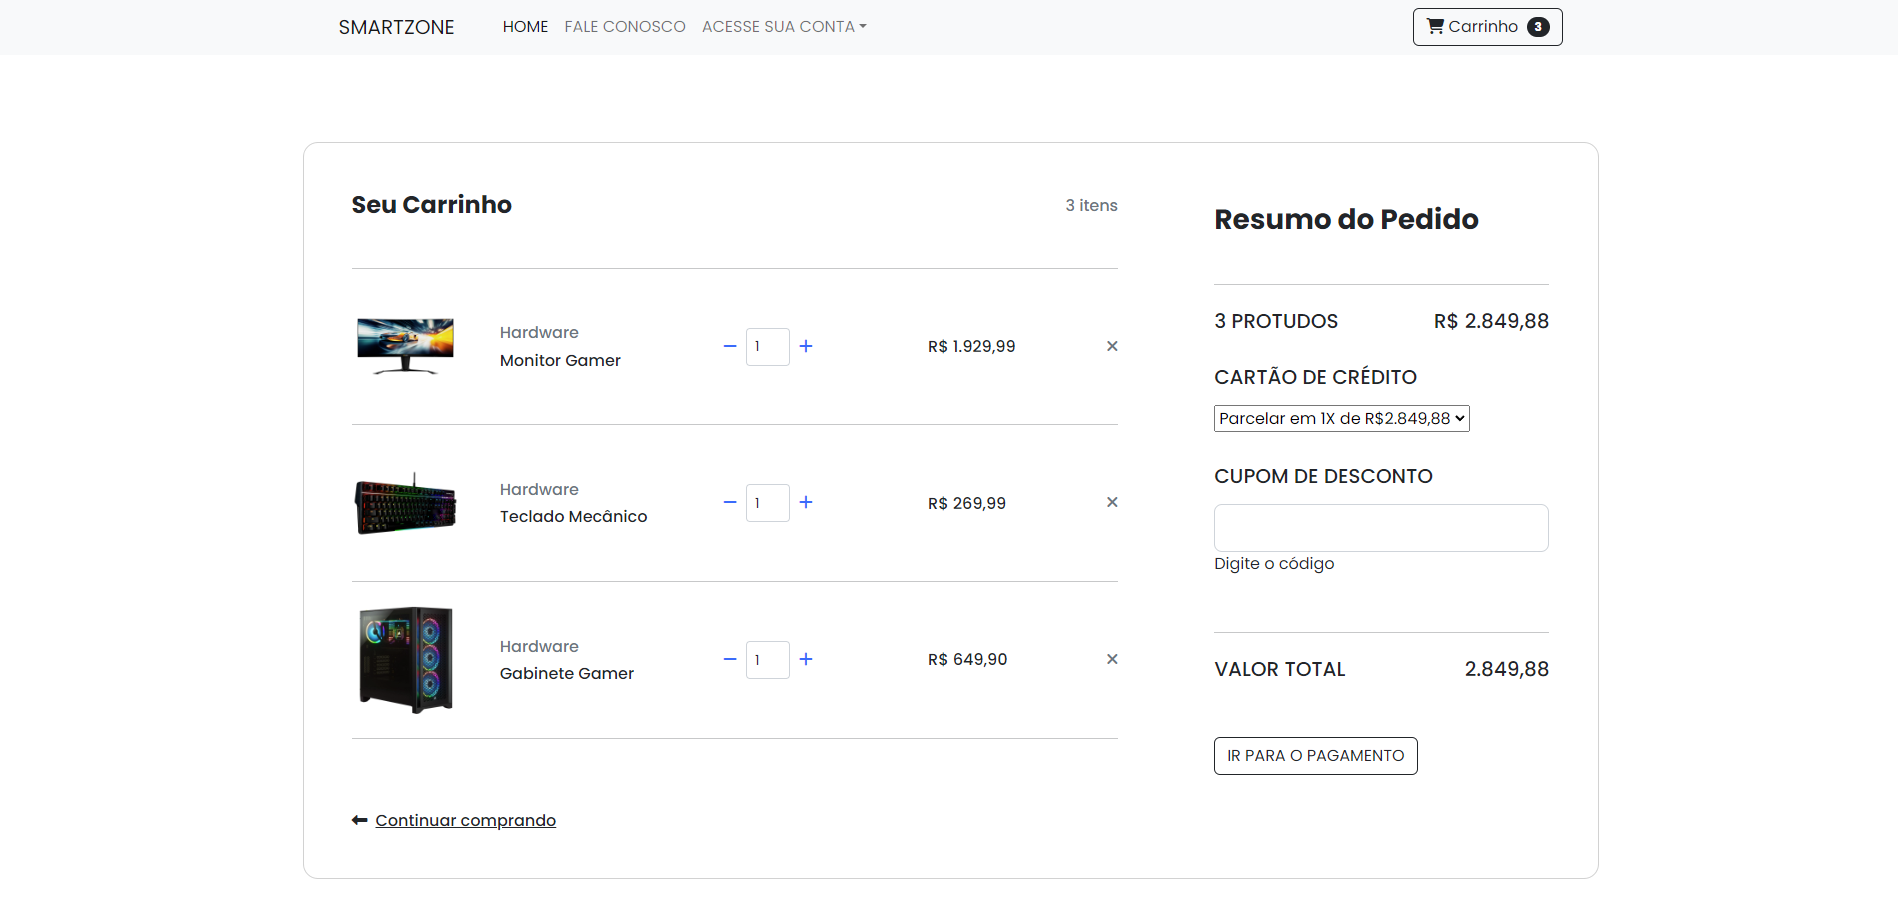 SMARTZONE HOME FALE CONOSCO ACESSE SUA CONTA Carrinho 3
Seu Carrinho 3 itens
Hardware
Monitor Gamer
1
R$ 1.929,99
Hardware
Teclado Mecânico
1
R$ 269,99
Hardware
Gabinete Gamer
1
R$ 649,90
Continuar comprando
Resumo do Pedido
3 PROTUDOS R$ 2.849,88
CARTÃO DE CRÉDITO
Parcelar em 1X de R$2.849,88
CUPOM DE DESCONTO
Digite o código
VALOR TOTAL 2.849,88
IR PARA O PAGAMENTO